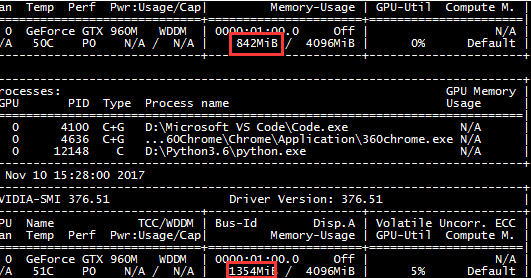 an Temp Perf Pwr:Usage/Cap| Memory-Usage | GPU-Util Compute M. |
0 GeForce GTX 960M WDDM | 0000:01:00.0 Off | N/A |
/A 50C P0 N/A / N/A | 842MiB / 4096MiB | 0% Default |
rocesses: GPU Memory |
GPU PID Type Process name Usage |
0 4100 C+G D:\Microsoft VS Code\Code.exe N/A |
0 4636 C+G ...60Chrome\Chrome\Application\360chrome.exe N/A |
0 12148 C D:\Python3.6\python.exe N/A |
Nov 10 15:28:00 2017
VIDIA-SMI 376.51 Driver Version: 376.51 |
PU Name TCC/WDDM | Bus-Id Disp.A | Volatile Uncorr. ECC |
an Temp Perf Pwr:Usage/Cap| Memory-Usage | GPU-Util Compute M. |
0 GeForce GTX 960M WDDM | 0000:01:00.0 Off | N/A |
/A 51C P0 N/A / N/A | 1354MiB / 4096MiB | 5% Default |